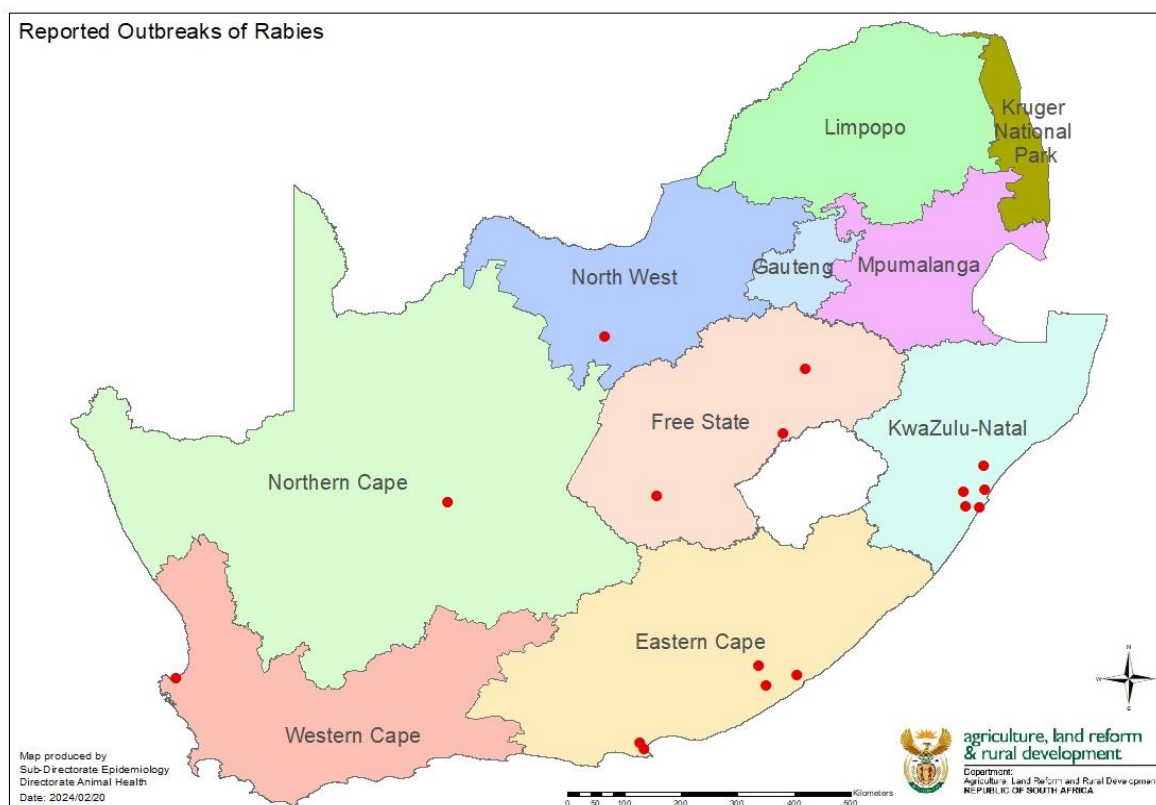 Reported Outbreaks of Rabies
Limpopo
Kruger
National
Park
North West
Gauteng
Mpumalanga
Free State
KwaZulu-Natal
Northern Cape
Eastern Cape
Western Cape
N
W
E
S
Map produced by
Sub-Directorate Epidemiology
Directorate Animal Health
Date: 2024/02/20
Kilometers
0 50 100 200 300 400 500
agriculture, land reform
& rural development
Department:
Agriculture, Land Reform and Rural Development
REPUBLIC OF SOUTH AFRICA